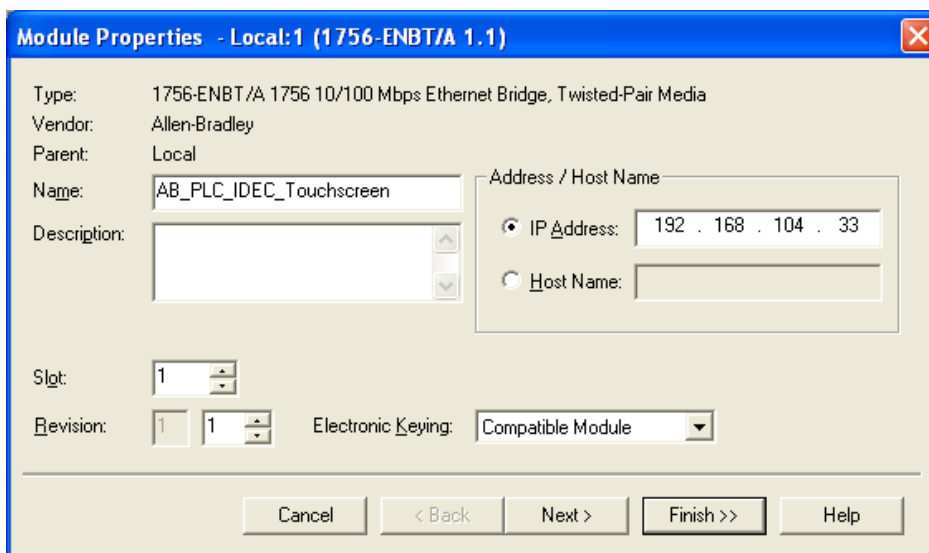 Module Properties - Local:1 (1756-ENBT/A 1.1)
Type: 1756-ENBT/A 1756 10/100 Mbps Ethernet Bridge, Twisted-Pair Media
Vendor: Allen-Bradley
Parent: Local
Name: AB_PLC_IDEC_Touchscreen
Address / Host Name
IP Address: 192 . 168 . 104 . 33
Description:
Host Name:
Slot: 1
Revision: 1 1 Electronic Keying: Compatible Module
Cancel < Back Next > Finish >> Help